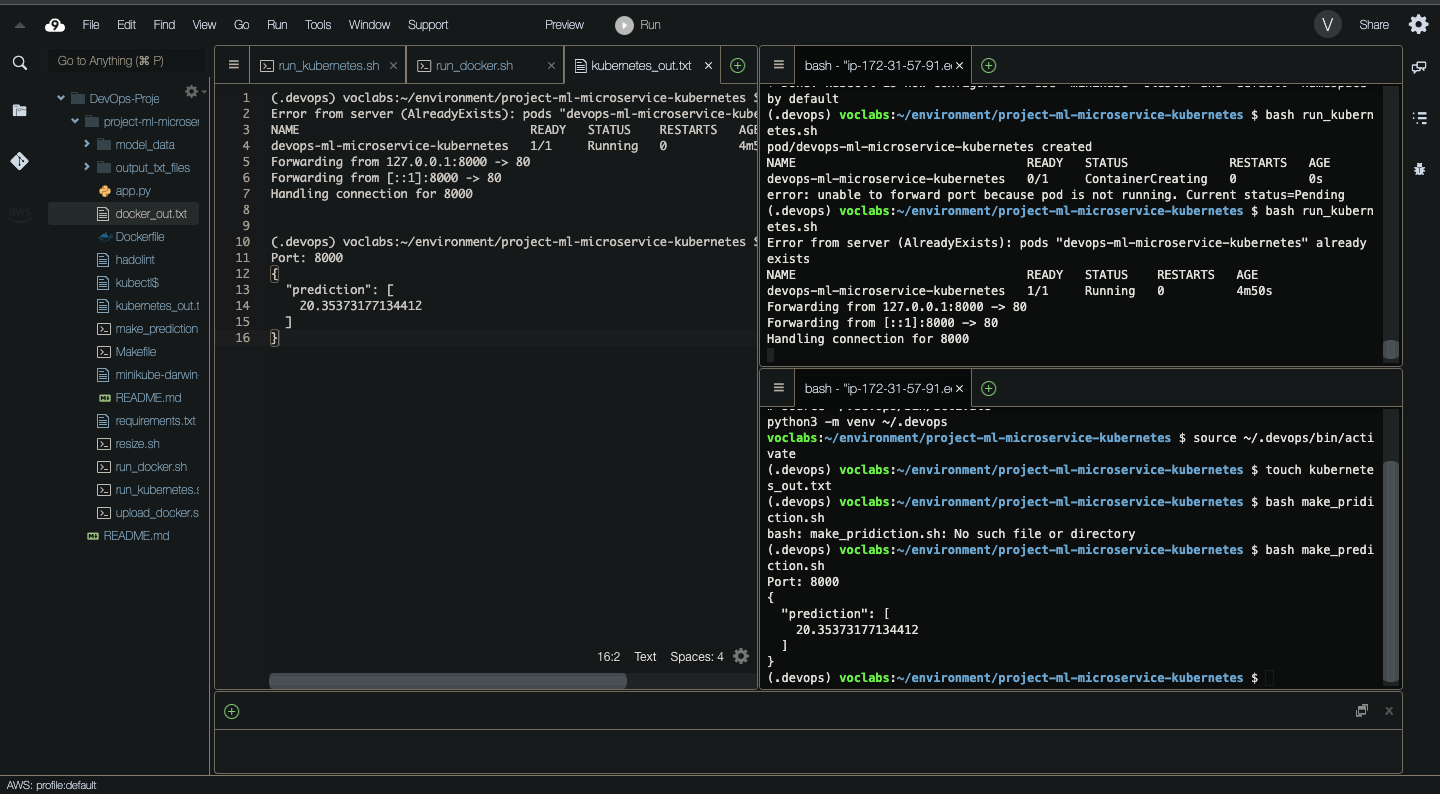 File Edit Find View Go Run Tools Window Support Preview Run V Share
Go to Anything (⌘ P)
DevOps-Proje
project-ml-microser
model_data
output_txt_files
app.py
docker_out.txt
Dockerfile
hadolint
kubectl$
kubernetes_out.t
make_prediction
Makefile
minikube-darwin-
README.md
requirements.txt
resize.sh
run_docker.sh
run_kubernetes.s
upload_docker.s
README.md
aws
run_kubernetes.sh run_docker.sh kubernetes_out.txt
1 (.devops) voclabs:~/environment/project-ml-microservice-kubernetes $
2 Error from server (AlreadyExists): pods "devops-ml-microservice-kube
3 NAME READY STATUS RESTARTS AGE
4 devops-ml-microservice-kubernetes 1/1 Running 0 4m5
5 Forwarding from 127.0.0.1:8000 -> 80
6 Forwarding from [::1]:8000 -> 80
7 Handling connection for 8000
8
9
10 (.devops) voclabs:~/environment/project-ml-microservice-kubernetes $
11 Port: 8000
12 {
13 "prediction": [
14 20.35373177134412
15 ]
16 }
16:2 Text Spaces: 4
bash - "ip-172-31-57-91.e
by default
(.devops) voclabs:~/environment/project-ml-microservice-kubernetes $ bash run_kubern
etes.sh
pod/devops-ml-microservice-kubernetes created
NAME READY STATUS RESTARTS AGE
devops-ml-microservice-kubernetes 0/1 ContainerCreating 0 0s
error: unable to forward port because pod is not running. Current status=Pending
(.devops) voclabs:~/environment/project-ml-microservice-kubernetes $ bash run_kubern
etes.sh
Error from server (AlreadyExists): pods "devops-ml-microservice-kubernetes" already
exists
NAME READY STATUS RESTARTS AGE
devops-ml-microservice-kubernetes 1/1 Running 0 4m50s
Forwarding from 127.0.0.1:8000 -> 80
Forwarding from [::1]:8000 -> 80
Handling connection for 8000
bash - "ip-172-31-57-91.e
python3 -m venv ~/.devops
voclabs:~/environment/project-ml-microservice-kubernetes $ source ~/.devops/bin/acti
vate
(.devops) voclabs:~/environment/project-ml-microservice-kubernetes $ touch kubernete
s_out.txt
(.devops) voclabs:~/environment/project-ml-microservice-kubernetes $ bash make_pridi
ction.sh
bash: make_pridiction.sh: No such file or directory
(.devops) voclabs:~/environment/project-ml-microservice-kubernetes $ bash make_predi
ction.sh
Port: 8000
{
"prediction": [
20.35373177134412
]
}
(.devops) voclabs:~/environment/project-ml-microservice-kubernetes $
AWS: profile:default